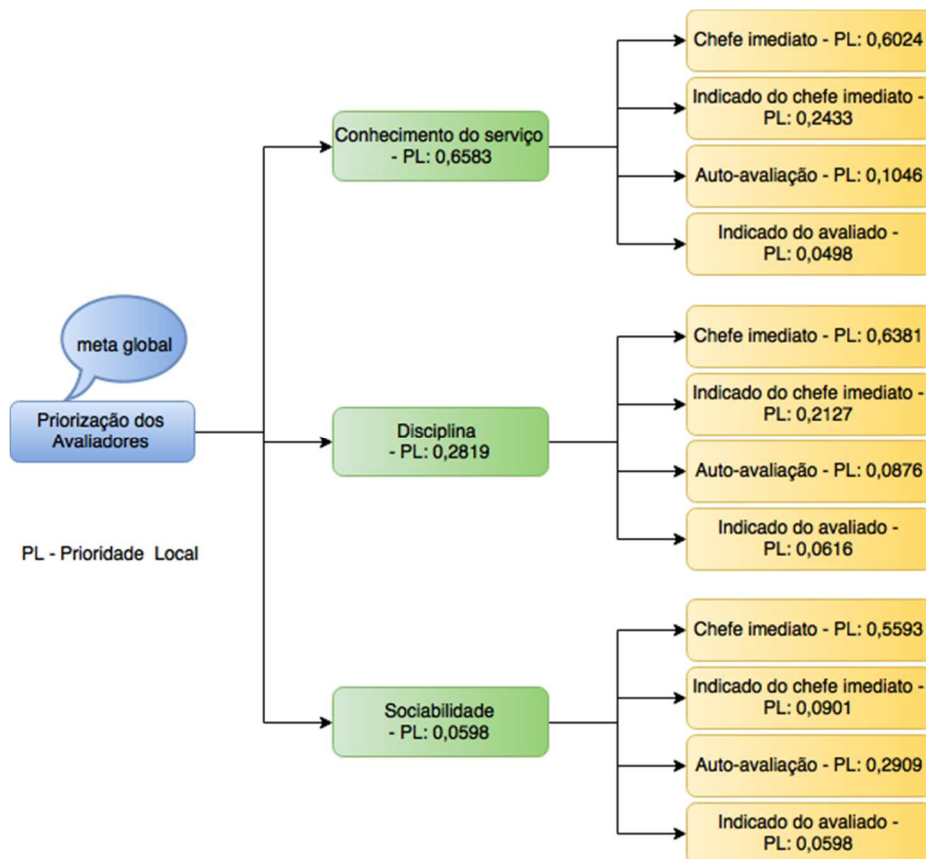 meta global
Priorização dos
Avaliadores
PL - Prioridade Local
Conhecimento do serviço
- PL: 0,6583
Chefe imediato - PL: 0,6024
Indicado do chefe imediato -
PL: 0,2433
Auto-avaliação - PL: 0,1046
Indicado do avaliado -
PL: 0,0498
Disciplina
- PL: 0,2819
Chefe imediato - PL: 0,6381
Indicado do chefe imediato -
PL: 0,2127
Auto-avaliação - PL: 0,0876
Indicado do avaliado -
PL: 0,0616
Sociabilidade
- PL: 0,0598
Chefe imediato - PL: 0,5593
Indicado do chefe imediato -
PL: 0,0901
Auto-avaliação - PL: 0,2909
Indicado do avaliado -
PL: 0,0598